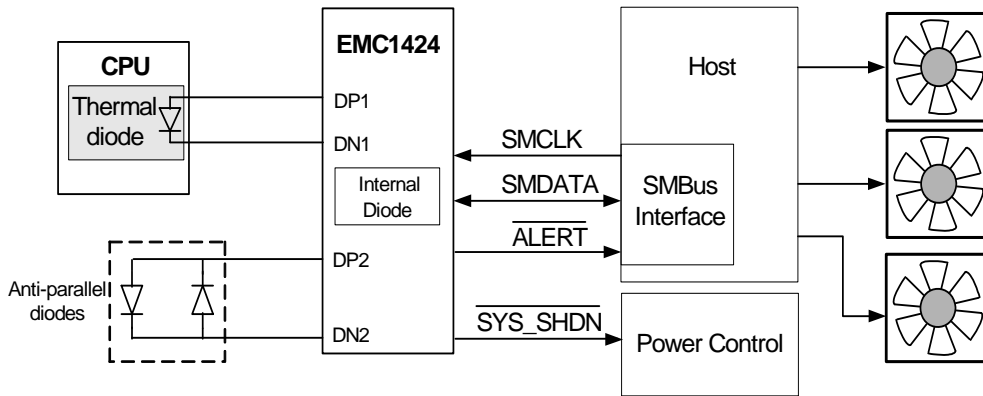 CPU
Thermal
diode
EMC1424
DP1
DN1
Internal
Diode
DP2
DN2
Anti-parallel
diodes
SMCLK
SMDATA
ALERT
SYS_SHDN
Host
SMBus
Interface
Power Control